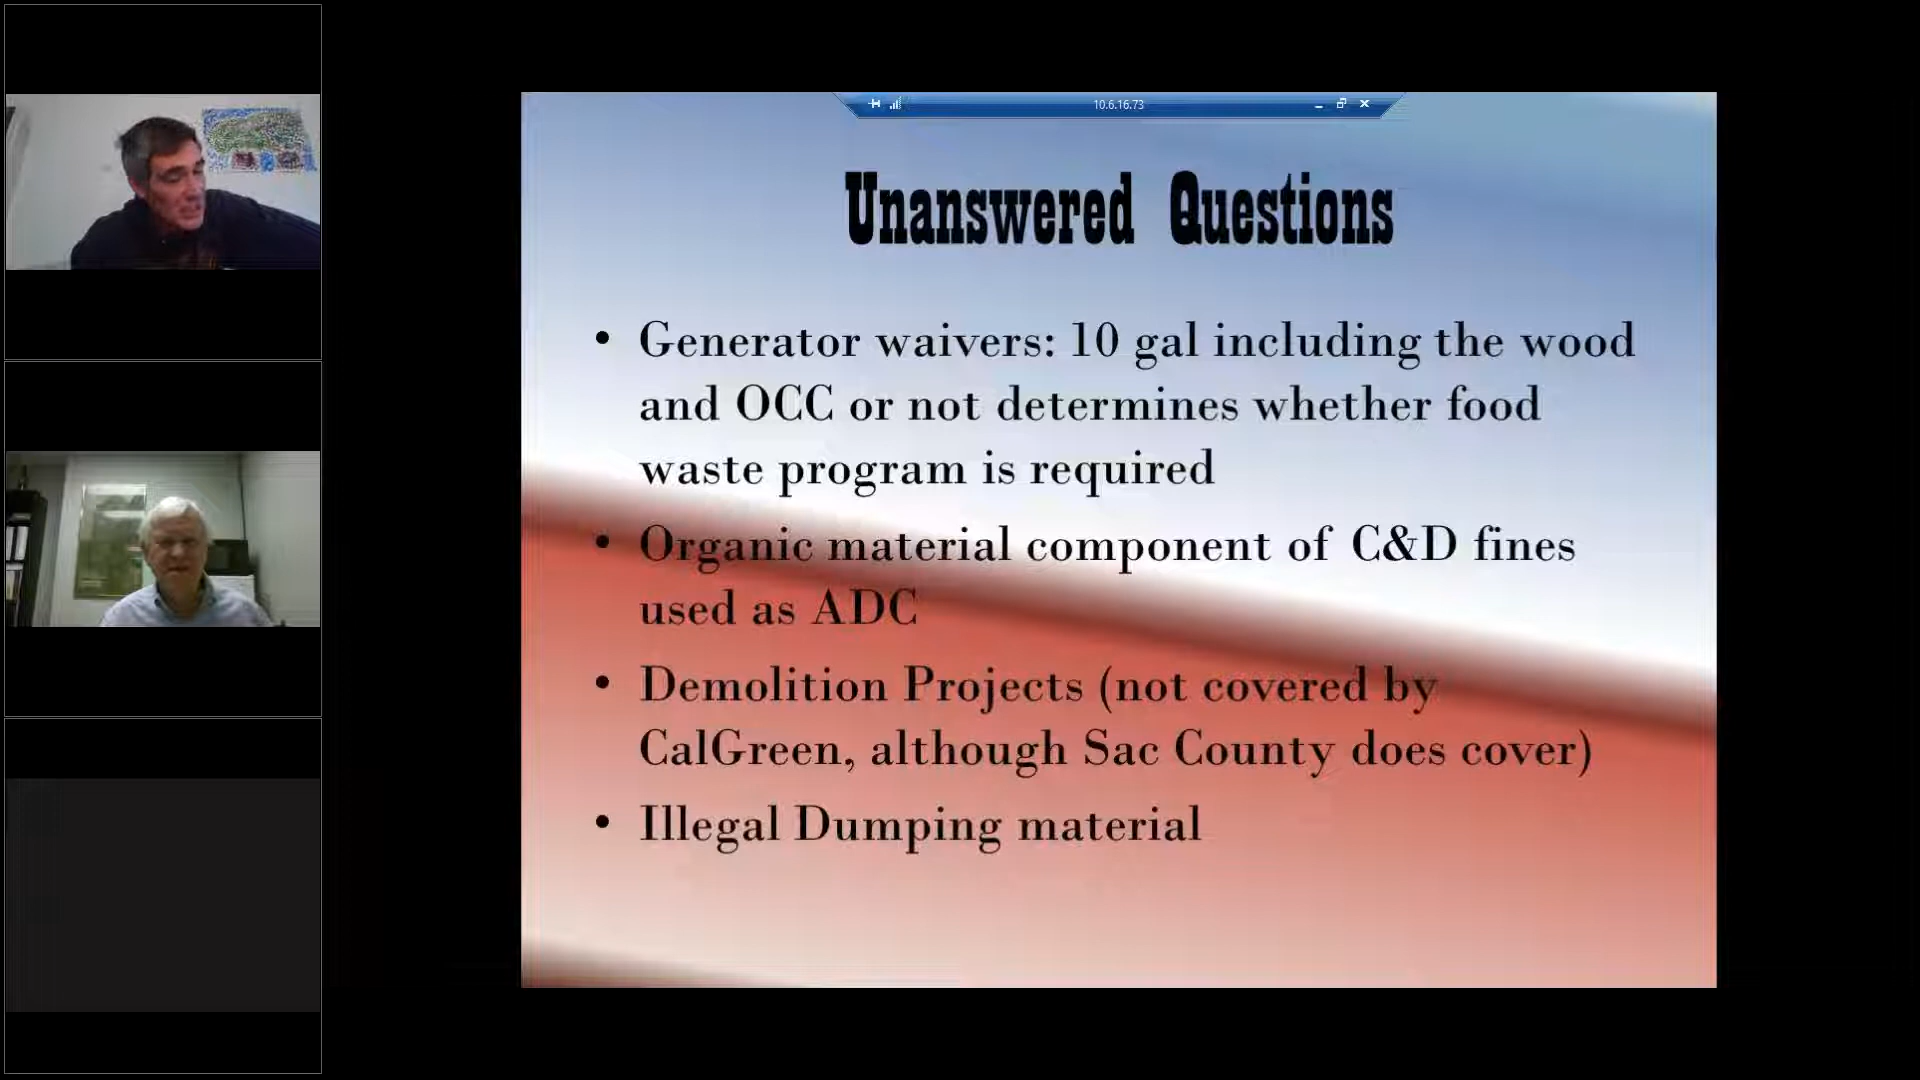 10.6.16.73
Unanswered Questions
• Generator waivers: 10 gal including the wood
and OCC or not determines whether food
waste program is required
• Organic material component of C&D fines
used as ADC
• Demolition Projects (not covered by
CalGreen, although Sac County does cover)
• Illegal Dumping material